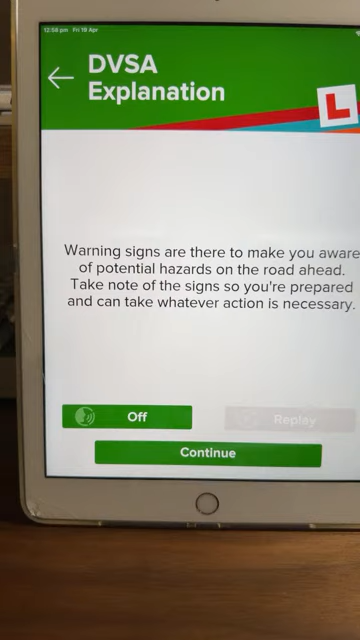 12:58 pm Fri 19 Apr
DVSA
Explanation
L
Warning signs are there to make you aware
of potential hazards on the road ahead.
Take note of the signs so you're prepared
and can take whatever action is necessary.
Off
Replay
Continue